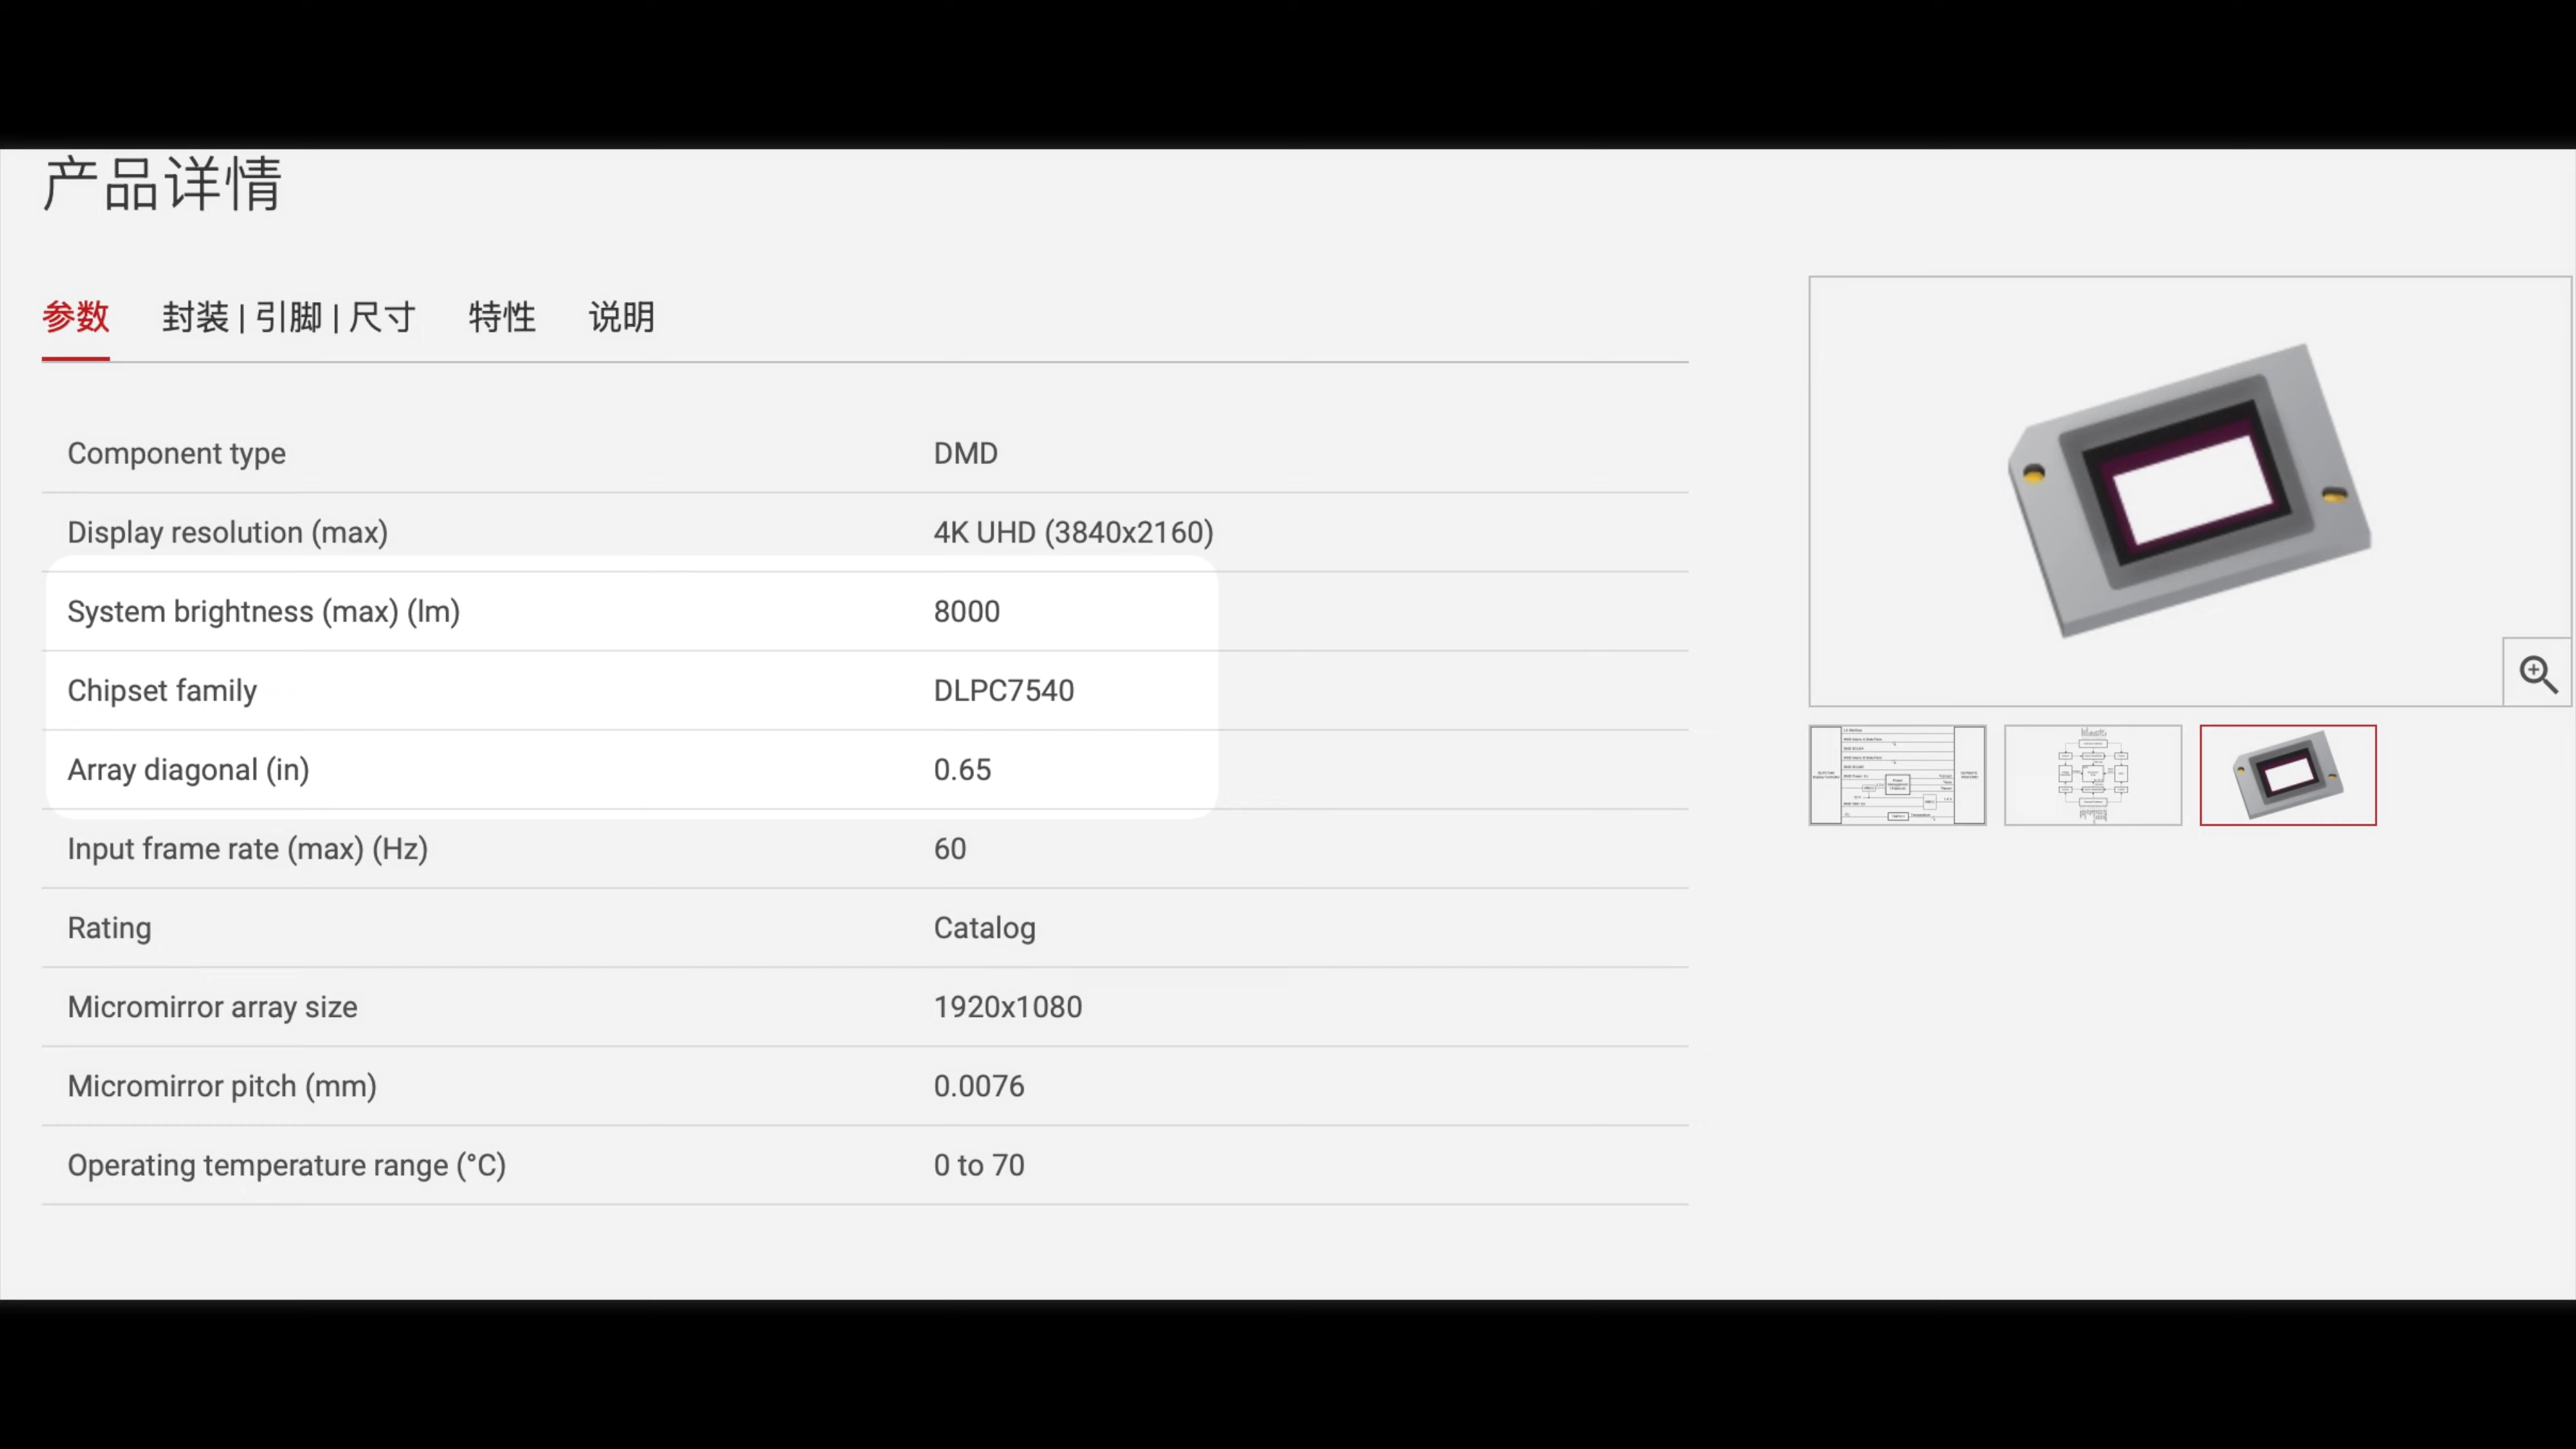 产品详情
参数 封装 | 引脚 | 尺寸 特性 说明
Component type DMD
Display resolution (max) 4K UHD (3840x2160)
System brightness (max) (lm) 8000
Chipset family DLPC7540
Array diagonal (in) 0.65
Input frame rate (max) (Hz) 60
Rating Catalog
Micromirror array size 1920x1080
Micromirror pitch (mm) 0.0076
Operating temperature range (°C) 0 to 70